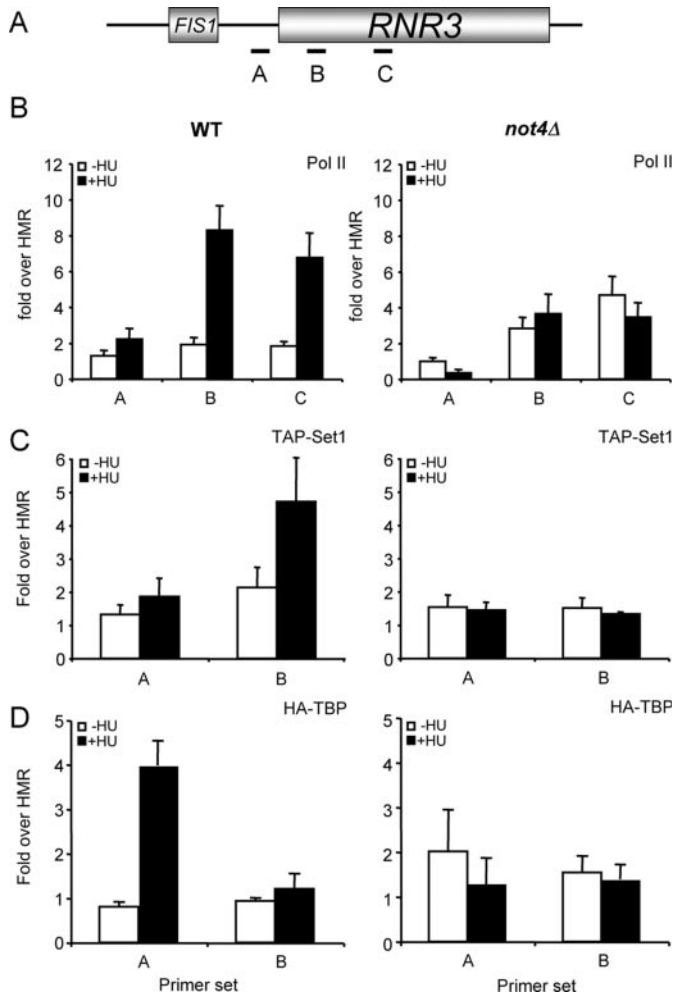 A
FIS1
RNR3
A B C
B
WT
not4Δ
-HU
+HU
Pol II
fold over HMR
12
10
8
6
4
2
0
A B C
-HU
+HU
Pol II
fold over HMR
12
10
8
6
4
2
0
A B C
C
TAP-Set1
-HU
+HU
Fold over HMR
6
5
4
3
2
1
0
A B
TAP-Set1
-HU
+HU
6
5
4
3
2
1
0
A B
D
HA-TBP
-HU
+HU
Fold over HMR
5
4
3
2
1
0
A B
Primer set
HA-TBP
-HU
+HU
5
4
3
2
1
0
A B
Primer set